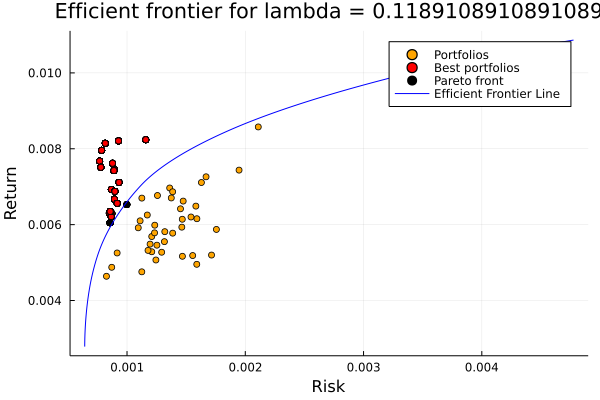 Efficient frontier for lambda = 0.1189108910891089
Portfolios
Best portfolios
Pareto front
Efficient Frontier Line
Return
0.010
0.008
0.006
0.004
0.001
0.002
0.003
0.004
Risk